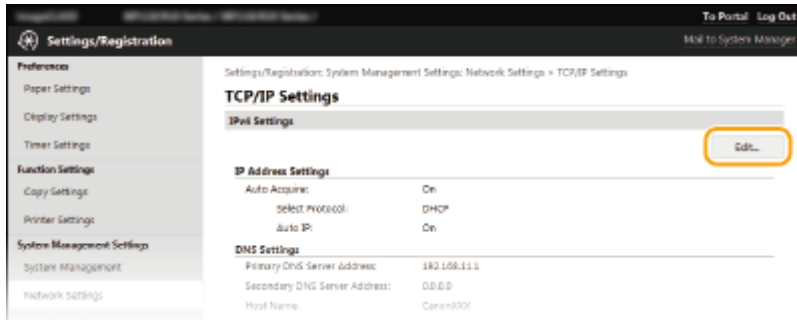 To Portal Log Out
Settings/Registration
Mail to System Manager
Preferences
Paper Settings
Display Settings
Timer Settings
Function Settings
Copy Settings
Printer Settings
System Management Settings
System Management
Network Settings
Settings/Registration: System Management Settings: Network Settings > TCP/IP Settings
TCP/IP Settings
IPv4 Settings
Edit...
IP Address Settings
Auto Acquire: On
Select Protocol: DHCP
Auto IP: On
DNS Settings
Primary DNS Server Address: 192.168.11.1
Secondary DNS Server Address: 0.0.0.0
Host Name: CanonXXX